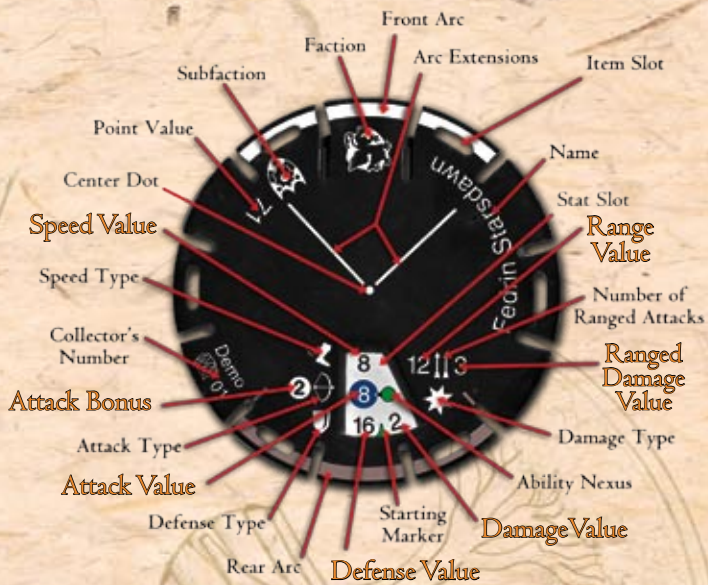 Front Arc
Faction
Arc Extensions
Subfaction
Item Slot
Point Value
Name
Center Dot
Stat Slot
Speed Value
Range
Value
71
Fedrin Starsdawn
Speed Type
Number of
Ranged Attacks
Collector's
Number
Demo
8
12
3
Ranged
Damage
Value
Attack Bonus
2
8
16
2
Attack Type
Damage Type
Attack Value
Ability Nexus
Defense Type
Starting
Marker
Damage Value
Rear Arc
Defense Value